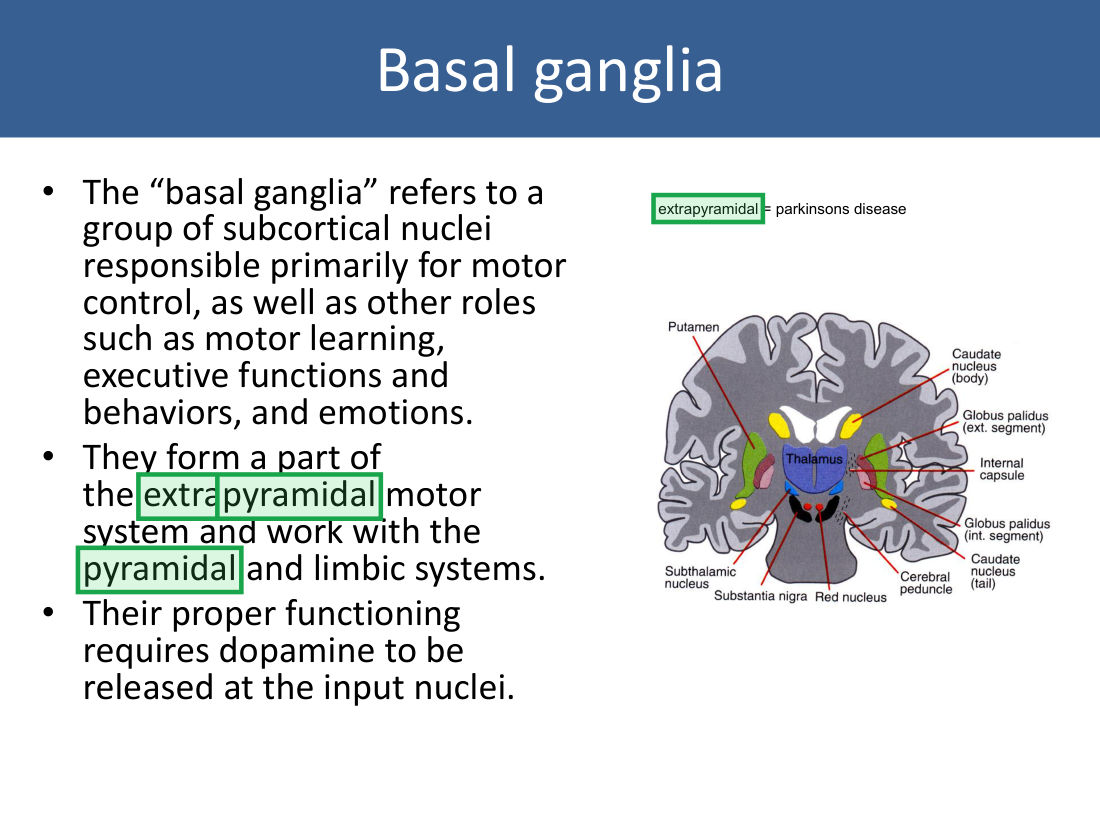 Basal ganglia
• The “basal ganglia” refers to a
group of subcortical nuclei
responsible primarily for motor
control, as well as other roles
such as motor learning,
executive functions and
behaviors, and emotions.
• They form a part of
the extrapyramidal motor
system and work with the
pyramidal and limbic systems.
• Their proper functioning
requires dopamine to be
released at the input nuclei.
extrapyramidal = parkinsons disease
Putamen
Caudate
nucleus
(body)
Globus palidus
(ext. segment)
Thalamus
Internal
capsule
Globus palidus
(int. segment)
Caudate
nucleus
(tail)
Cerebral
peduncle
Subthalamic
nucleus
Substantia nigra
Red nucleus